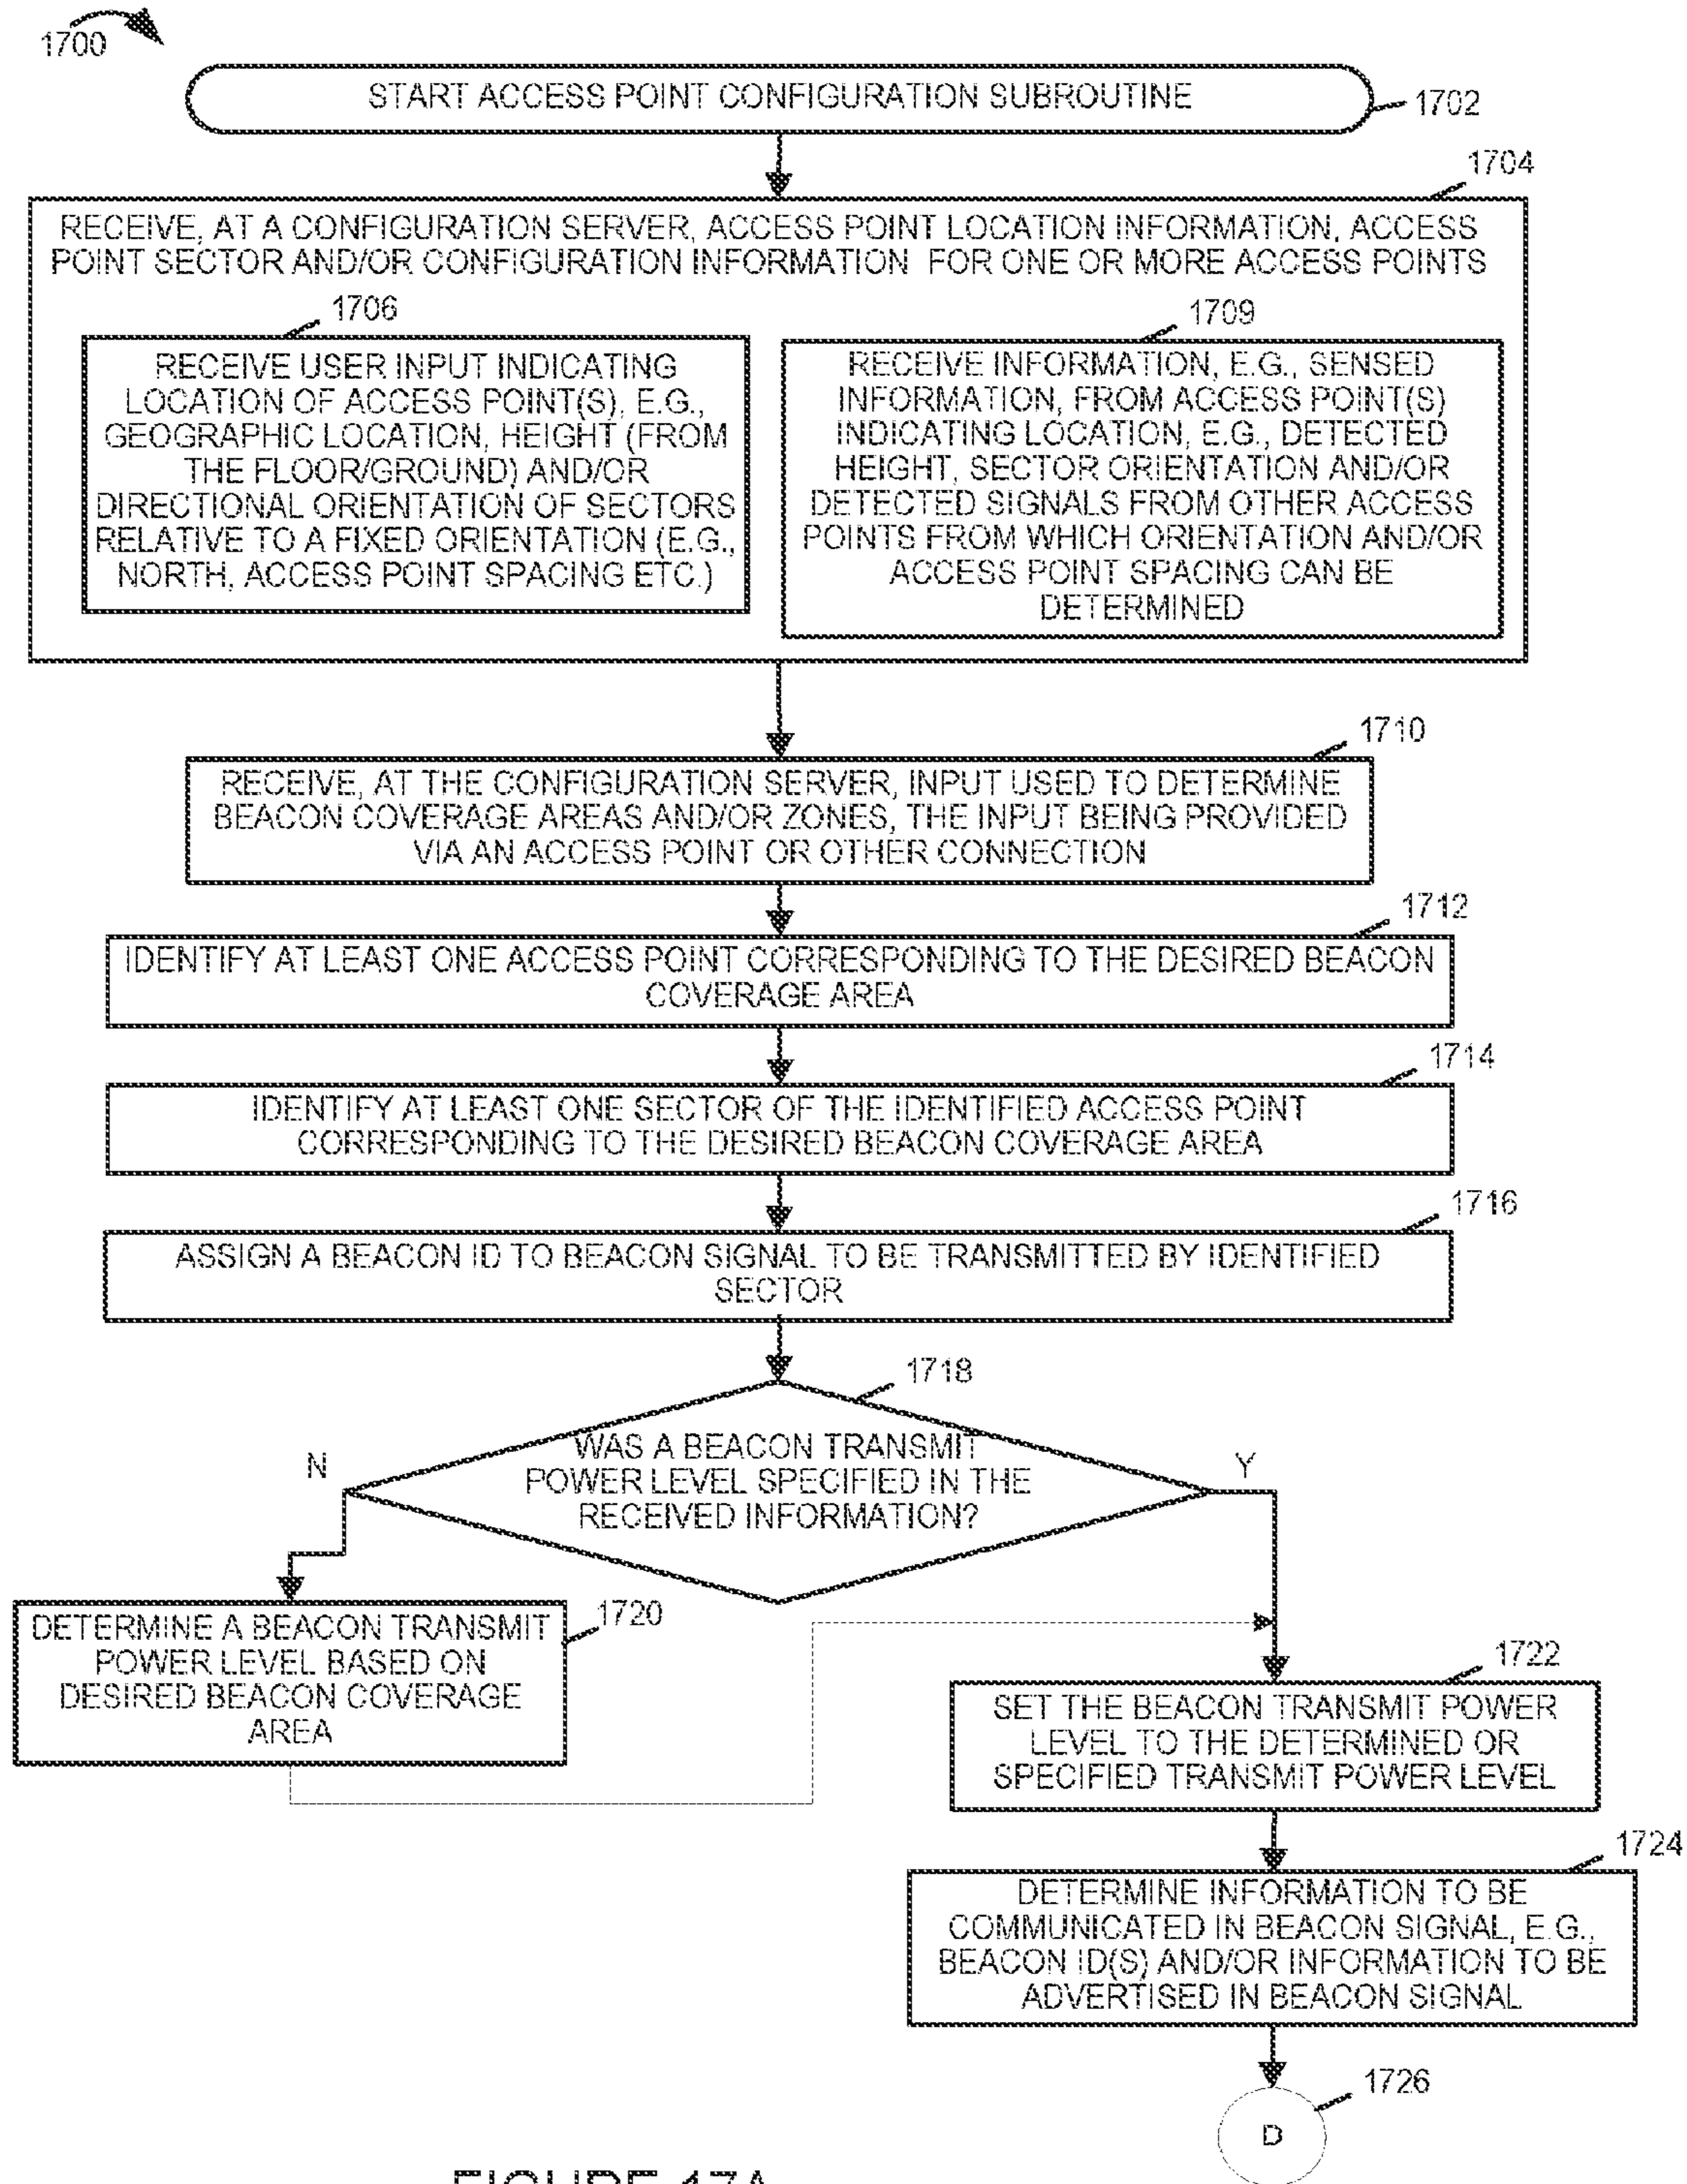 1700
START ACCESS POINT CONFIGURATION SUBROUTINE
1702
1704
RECEIVE, AT A CONFIGURATION SERVER, ACCESS POINT LOCATION INFORMATION, ACCESS
POINT SECTOR AND/OR CONFIGURATION INFORMATION FOR ONE OR MORE ACCESS POINTS
1706
RECEIVE USER INPUT INDICATING
LOCATION OF ACCESS POINT(S), E.G.,
GEOGRAPHIC LOCATION, HEIGHT (FROM
THE FLOOR/GROUND) AND/OR
DIRECTIONAL ORIENTATION OF SECTORS
RELATIVE TO A FIXED ORIENTATION (E.G.,
NORTH, ACCESS POINT SPACING ETC.)
1709
RECEIVE INFORMATION, E.G., SENSED
INFORMATION, FROM ACCESS POINT(S)
INDICATING LOCATION, E.G., DETECTED
HEIGHT, SECTOR ORIENTATION AND/OR
DETECTED SIGNALS FROM OTHER ACCESS
POINTS FROM WHICH ORIENTATION AND/OR
ACCESS POINT SPACING CAN BE
DETERMINED
1710
RECEIVE, AT THE CONFIGURATION SERVER, INPUT USED TO DETERMINE
BEACON COVERAGE AREAS AND/OR ZONES, THE INPUT BEING PROVIDED
VIA AN ACCESS POINT OR OTHER CONNECTION
1712
IDENTIFY AT LEAST ONE ACCESS POINT CORRESPONDING TO THE DESIRED BEACON
COVERAGE AREA
1714
IDENTIFY AT LEAST ONE SECTOR OF THE IDENTIFIED ACCESS POINT
CORRESPONDING TO THE DESIRED BEACON COVERAGE AREA
1716
ASSIGN A BEACON ID TO BEACON SIGNAL TO BE TRANSMITTED BY IDENTIFIED
SECTOR
1718
WAS A BEACON TRANSMIT
POWER LEVEL SPECIFIED IN THE
RECEIVED INFORMATION?
N
Y
1720
DETERMINE A BEACON TRANSMIT
POWER LEVEL BASED ON
DESIRED BEACON COVERAGE
AREA
1722
SET THE BEACON TRANSMIT POWER
LEVEL TO THE DETERMINED OR
SPECIFIED TRANSMIT POWER LEVEL
1724
DETERMINE INFORMATION TO BE
COMMUNICATED IN BEACON SIGNAL, E.G.,
BEACON ID(S) AND/OR INFORMATION TO BE
ADVERTISED IN BEACON SIGNAL
1726
D
FIGURE 17A